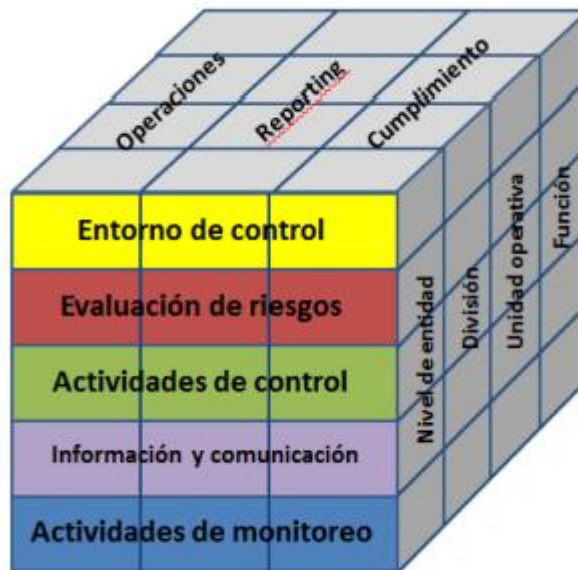 Operaciones
Reporting
Cumplimiento
Entorno de control
Evaluación de riesgos
Actividades de control
Información y comunicación
Actividades de monitoreo
Nivel de entidad
División
Unidad operativa
Función